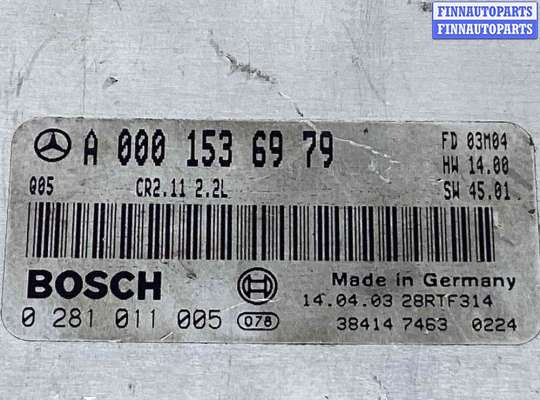 FINNAUTOPARTS
FINNAUTOPARTS
A 000 153 69 79
FD 03M04
HW 14.00
Q05 CR2.11 2.2L SW 45.01
BOSCH
Made in Germany
14.04.03 28RTF314
0 281 011 005 078 38414 7463 0224